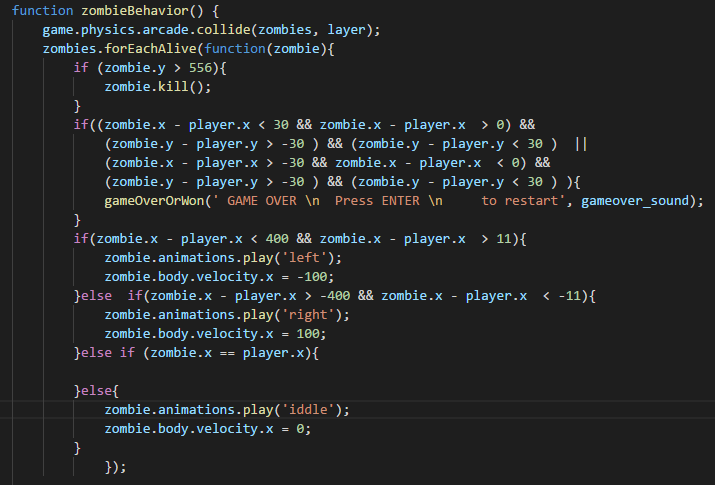 function zombieBehavior() {
    game.physics.arcade.collide(zombies, layer);
    zombies.forEachAlive(function(zombie){
        if (zombie.y > 556){
            zombie.kill();
        }
        if((zombie.x - player.x < 30 && zombie.x - player.x  > 0) &&
            (zombie.y - player.y > -30 ) && (zombie.y - player.y < 30 )  ||
            (zombie.x - player.x > -30 && zombie.x - player.x  < 0) &&
            (zombie.y - player.y > -30 ) && (zombie.y - player.y < 30 ) ){
            gameOverOrWon(' GAME OVER \n  Press ENTER \n     to restart', gameover_sound);
        }
        if(zombie.x - player.x < 400 && zombie.x - player.x  > 11){
            zombie.animations.play('left');
            zombie.body.velocity.x = -100;
        }else  if(zombie.x - player.x > -400 && zombie.x - player.x  < -11){
            zombie.animations.play('right');
            zombie.body.velocity.x = 100;
        }else if (zombie.x == player.x){

        }else{
            zombie.animations.play('iddle');
            zombie.body.velocity.x = 0;
        }
            });